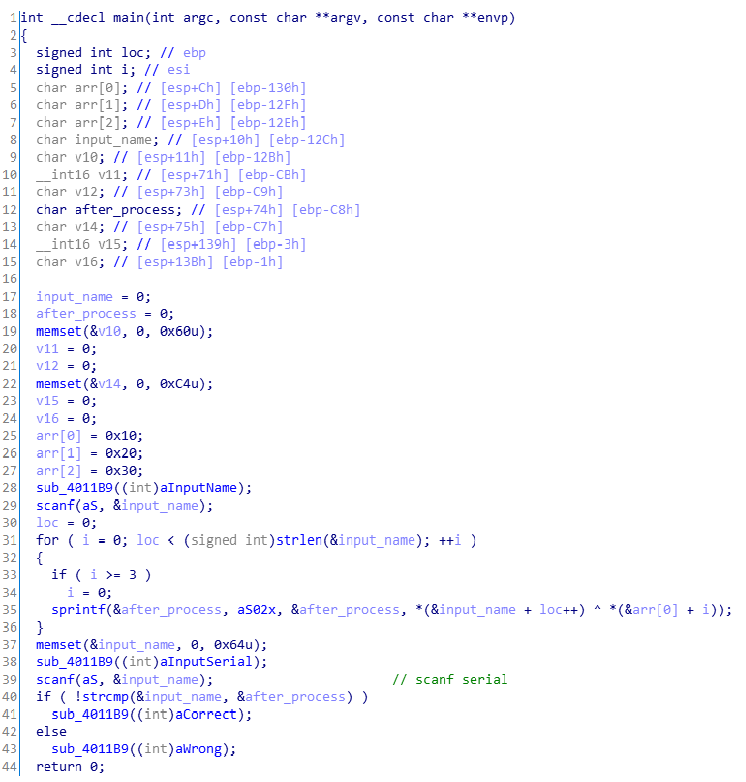 1 int __cdecl main(int argc, const char **argv, const char **envp)
2 {
3 signed int loc; // ebp
4 signed int i; // esi
5 char arr[0]; // [esp+Ch] [ebp-130h]
6 char arr[1]; // [esp+Dh] [ebp-12Fh]
7 char arr[2]; // [esp+Eh] [ebp-12Eh]
8 char input_name; // [esp+10h] [ebp-12Ch]
9 char v10; // [esp+11h] [ebp-12Bh]
10 __int16 v11; // [esp+71h] [ebp-CBh]
11 char v12; // [esp+73h] [ebp-C9h]
12 char after_process; // [esp+74h] [ebp-C8h]
13 char v14; // [esp+75h] [ebp-C7h]
14 __int16 v15; // [esp+139h] [ebp-3h]
15 char v16; // [esp+13Bh] [ebp-1h]
16
17 input_name = 0;
18 after_process = 0;
19 memset(&v10, 0, 0x60u);
20 v11 = 0;
21 v12 = 0;
22 memset(&v14, 0, 0xC4u);
23 v15 = 0;
24 v16 = 0;
25 arr[0] = 0x10;
26 arr[1] = 0x20;
27 arr[2] = 0x30;
28 sub_4011B9((int)aInputName);
29 scanf(aS, &input_name);
30 loc = 0;
31 for ( i = 0; loc < (signed int)strlen(&input_name); ++i )
32 {
33 if ( i >= 3 )
34 i = 0;
35 sprintf(&after_process, aS02x, &after_process, *(&input_name + loc++) ^ *(&arr[0] + i));
36 }
37 memset(&input_name, 0, 0x64u);
38 sub_4011B9((int)aInputSerial);
39 scanf(aS, &input_name); // scanf serial
40 if ( !strcmp(&input_name, &after_process) )
41 sub_4011B9((int)aCorrect);
42 else
43 sub_4011B9((int)aWrong);
44 return 0;